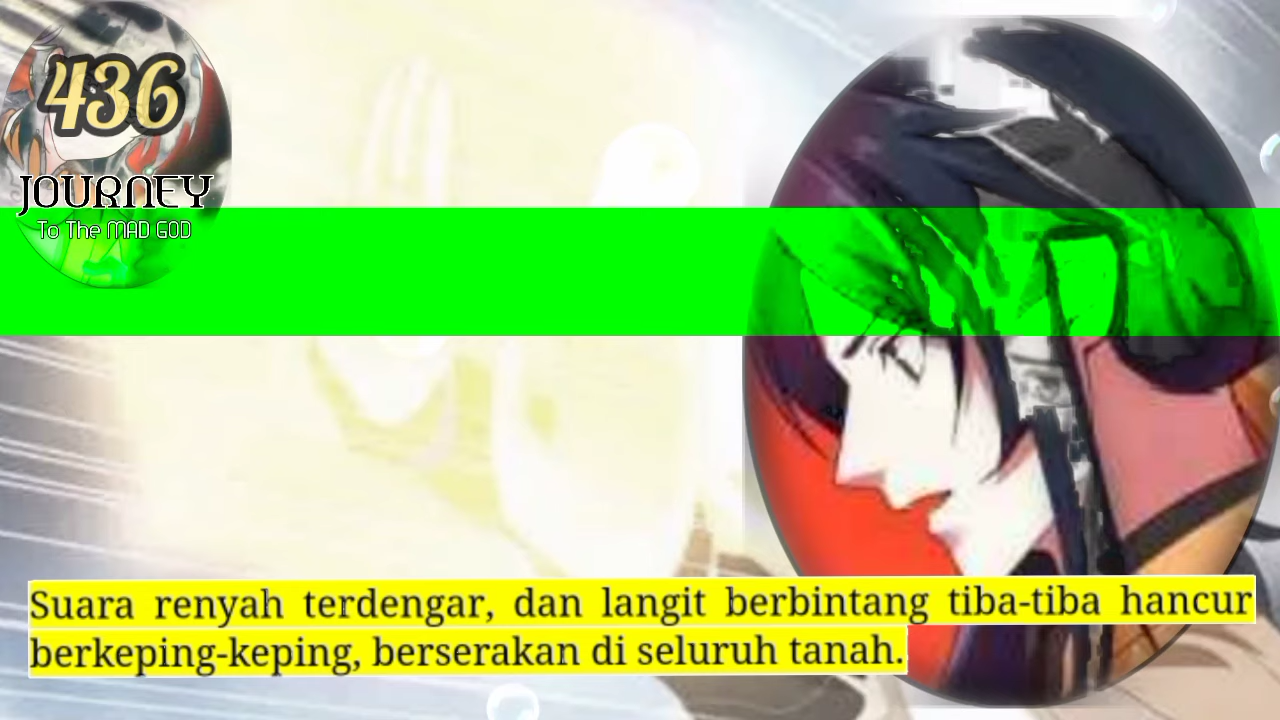 436
JOURNEY
To The MAD GOD
Suara renyah terdengar, dan langit berbintang tiba-tiba hancur
berkeping-keping, berserakan di seluruh tanah.